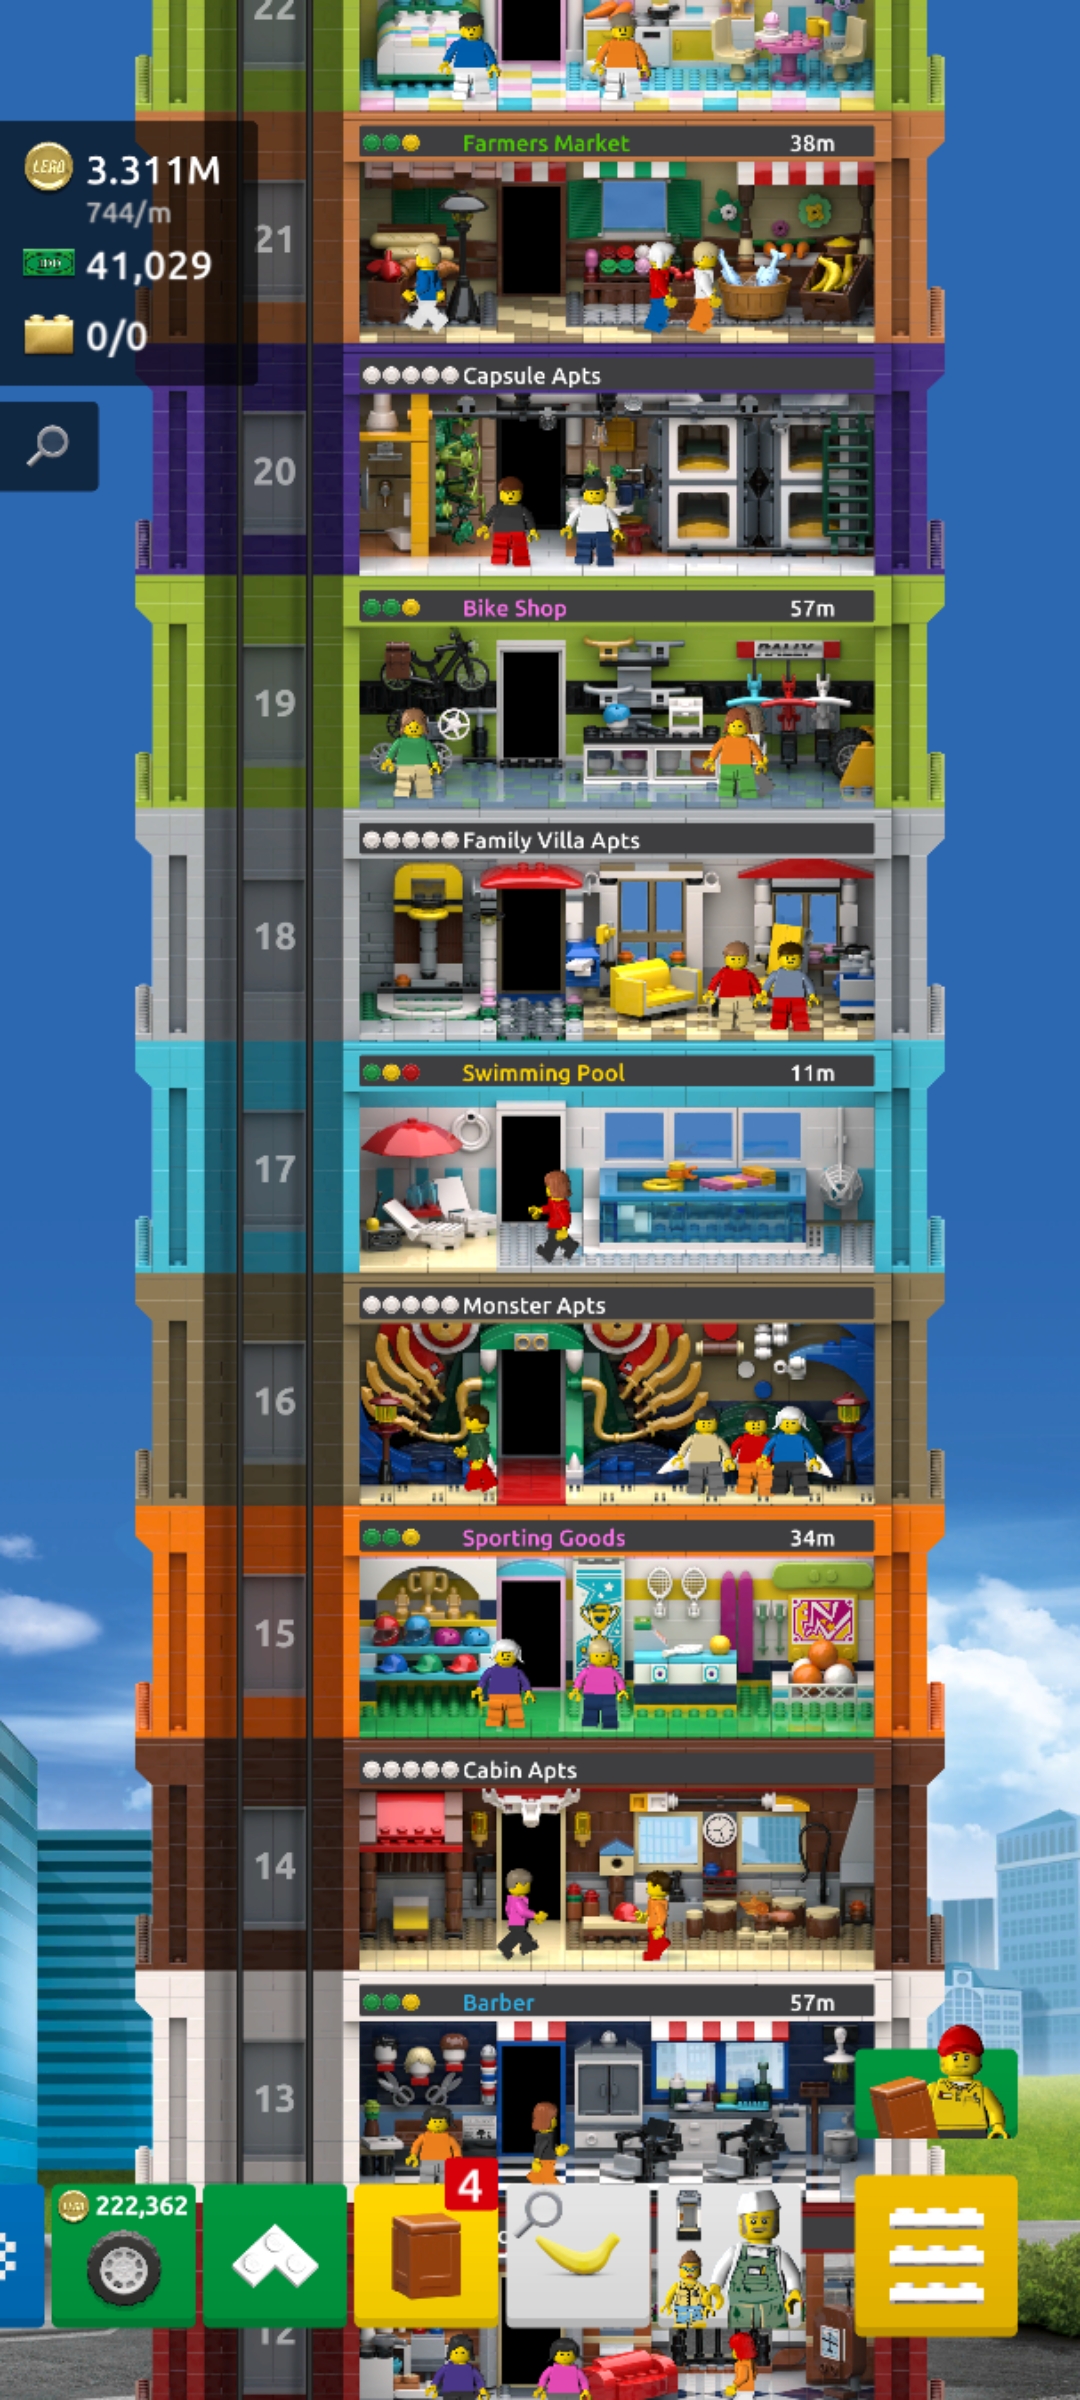 22
Farmers Market 38m
LEGO 3.311M
744/m
21
41,029
0/0
Capsule Apts
20
Bike Shop 57m
RALLY
19
Family Villa Apts
18
Swimming Pool 11m
17
Monster Apts
16
Sporting Goods 34m
N
15
Cabin Apts
14
Barber 57m
13
4
LEGO 222,362
12